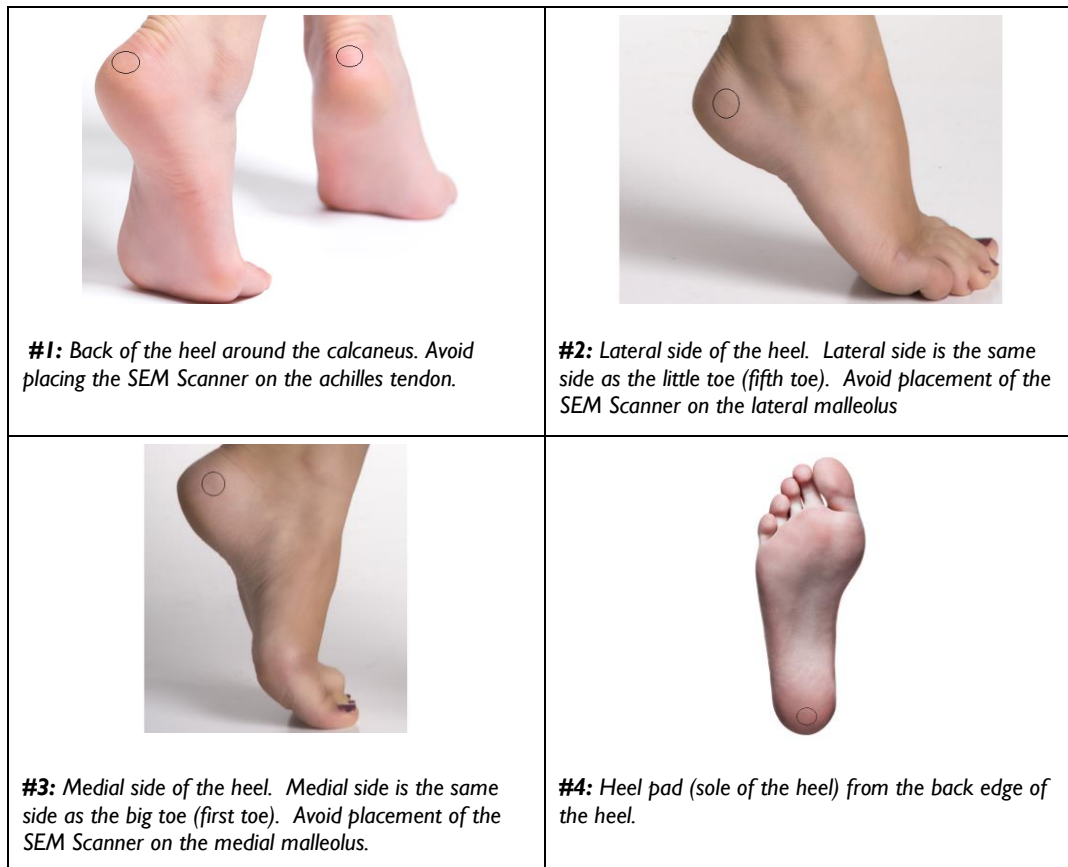 #1: Back of the heel around the calcaneus. Avoid
placing the SEM Scanner on the achilles tendon.
#2: Lateral side of the heel. Lateral side is the same
side as the little toe (fifth toe). Avoid placement of the
SEM Scanner on the lateral malleolus
#3: Medial side of the heel. Medial side is the same
side as the big toe (first toe). Avoid placement of the
SEM Scanner on the medial malleolus.
#4: Heel pad (sole of the heel) from the back edge of
the heel.